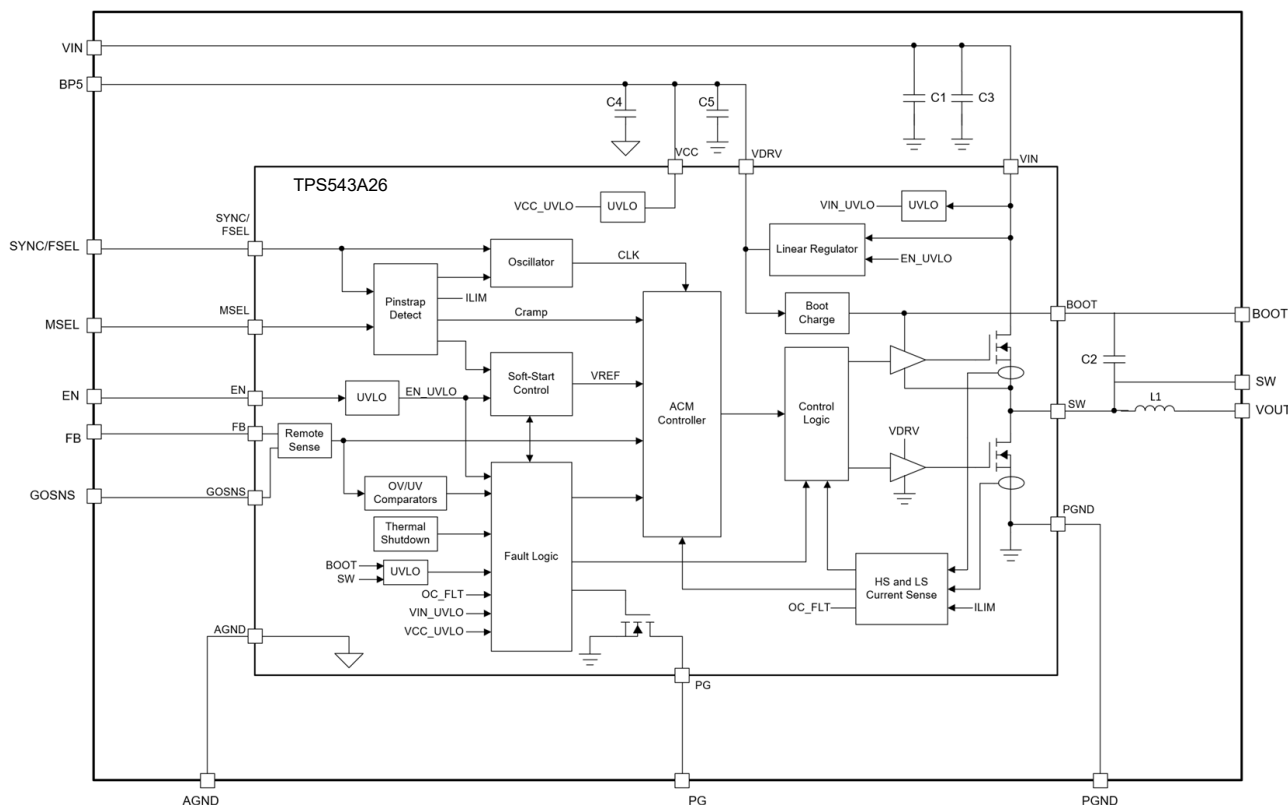 VIN
BP5
C4
C5
C1
C3
VCC
VDRV
VIN
TPS543A26
VCC_UVLO
UVLO
VIN_UVLO
UVLO
SYNC/
FSEL
SYNC/FSEL
Oscillator
CLK
Linear Regulator
EN_UVLO
Pinstrap
Detect
ILIM
Cramp
MSEL
MSEL
Boot
Charge
BOOT
BOOT
C2
Soft-Start
Control
VREF
ACM
Controller
Control
Logic
SW
EN
EN
UVLO
EN_UVLO
SW
L1
VOUT
FB
FB
Remote
Sense
VDRV
GOSNS
GOSNS
OV/UV
Comparators
Thermal
Shutdown
Fault Logic
BOOT
SW
UVLO
OC_FLT
VIN_UVLO
VCC_UVLO
PGND
HS and LS
Current Sense
OC_FLT
ILIM
AGND
PG
AGND
PG
PGND